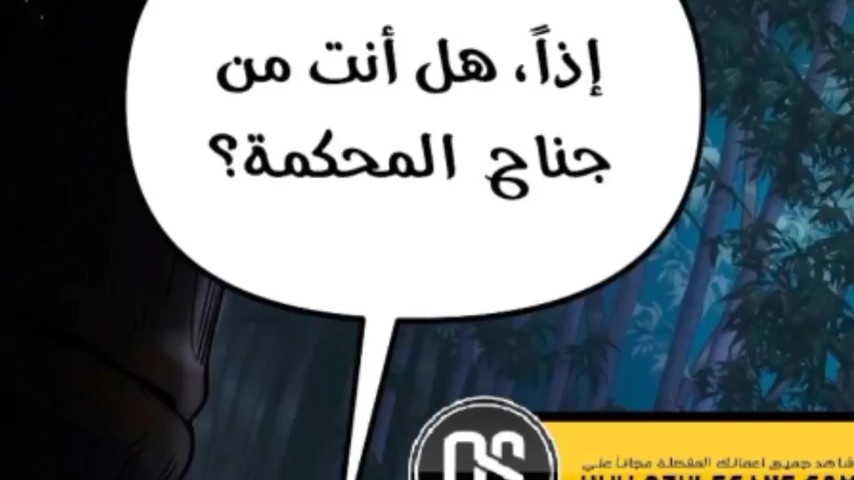 إذاً، هل أنت من
جناح المحكمة؟
شاهد جميع اعمالك المفضلة مجانا على